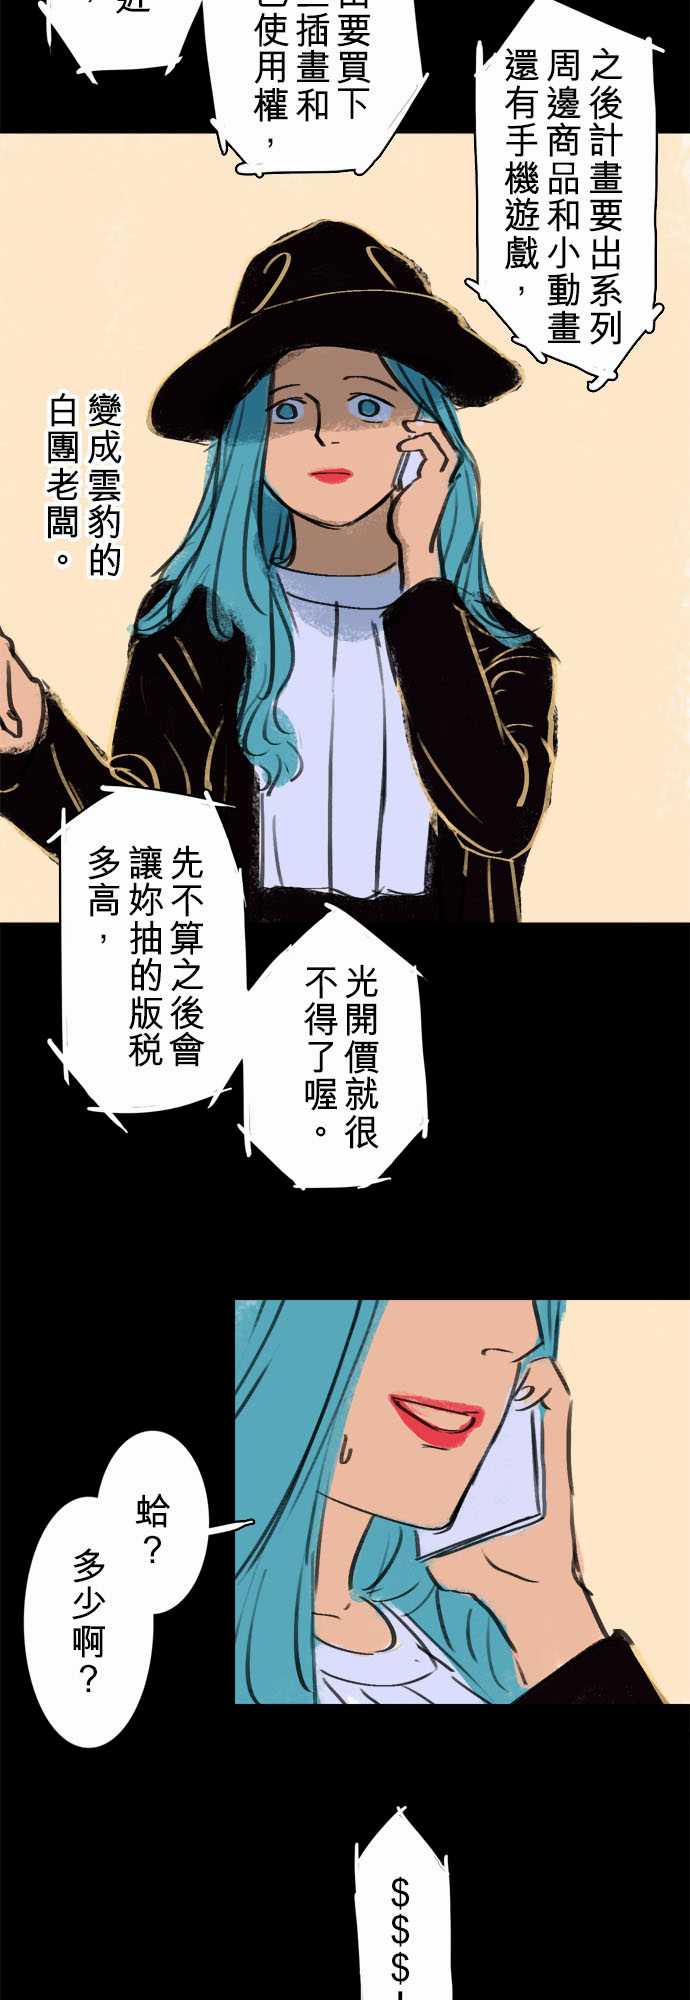 近
，
由要買下
插畫和
使用權，
之後計畫要出系列
周邊商品和小動畫
還有手機遊戲，
變成雲豹的
白團老闆。
先不算之後會
讓妳抽的版税
多高，
光開價就很
不得了喔。
蛤？
多少啊？
$$$